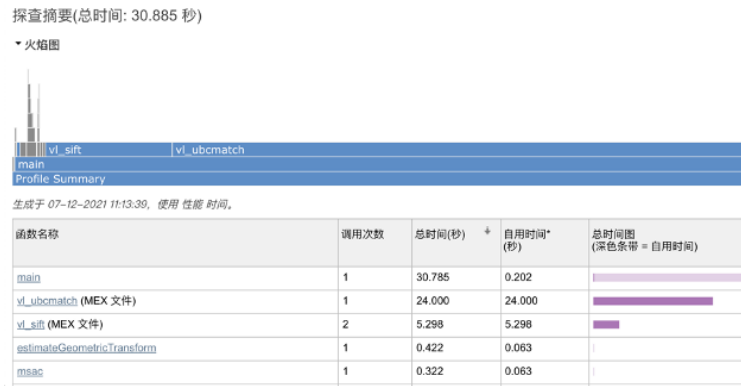 探查摘要(总时间: 30.885 秒)
▼火焰图
vl_sift
vl_ubcmatch
main
Profile Summary
生成于 07-12-2021 11:13:39，使用 性能 时间。
函数名称 调用次数 总时间(秒) 自用时间* 总时间图
(秒) (深色条带 = 自用时间)
main 1 30.785 0.202
vl_ubcmatch (MEX 文件) 1 24.000 24.000
vl_sift (MEX 文件) 2 5.298 5.298
estimateGeometricTransform 1 0.422 0.063
msac 1 0.322 0.063